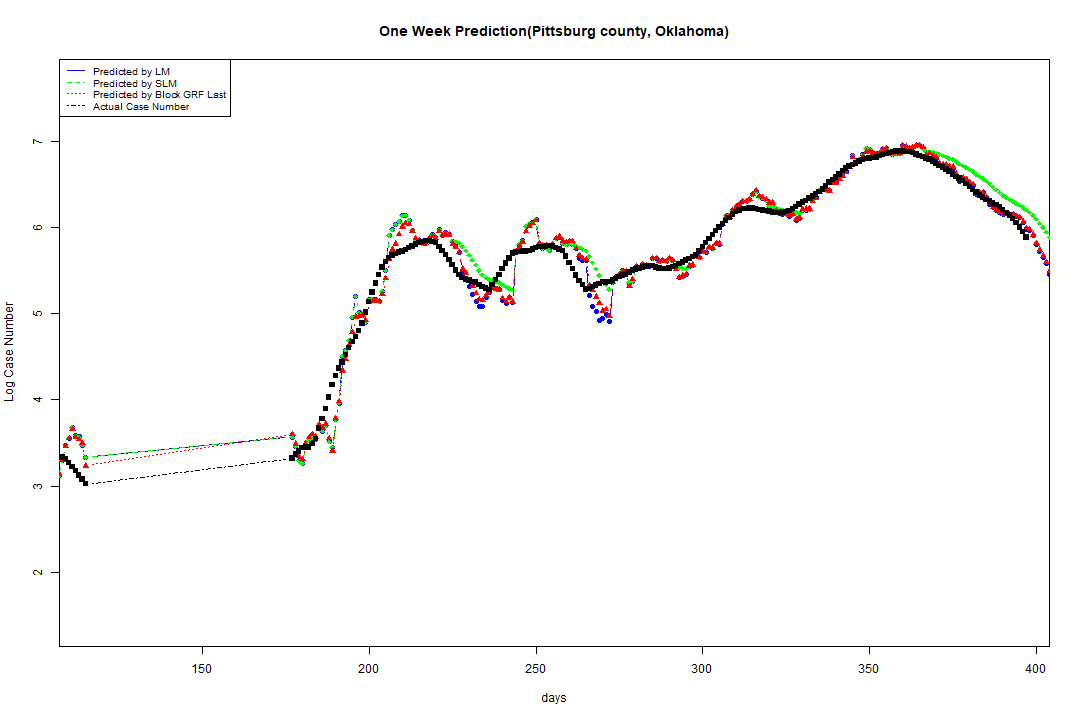 One Week Prediction(Pittsburg county, Oklahoma)
Predicted by LM
Predicted by SLM
Predicted by Block GRF Last
Actual Case Number
7
6
5
4
3
2
Log Case Number
150 200 250 300 350 400
days